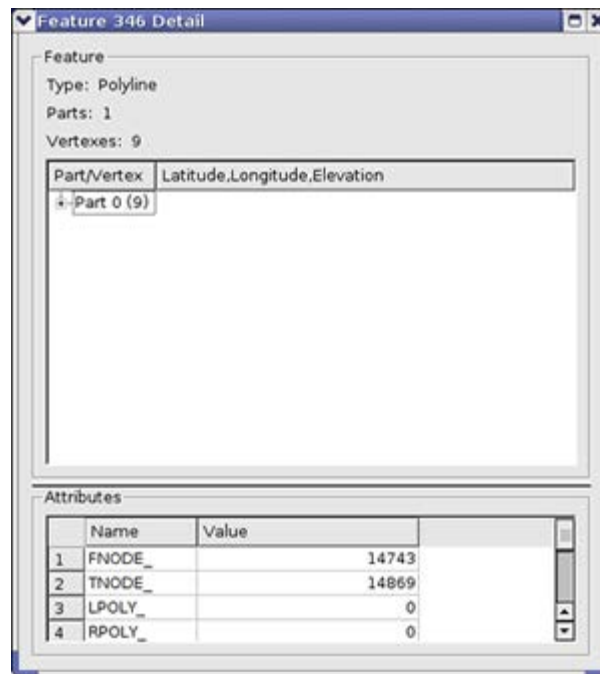 Feature 346 Detail
Feature
Type: Polyline
Parts: 1
Vertexes: 9
Part/Vertex Latitude,Longitude,Elevation
Part 0 (9)
Attributes
Name Value
1 FNODE_ 14743
2 TNODE_ 14869
3 LPOLY_ 0
4 RPOLY_ 0